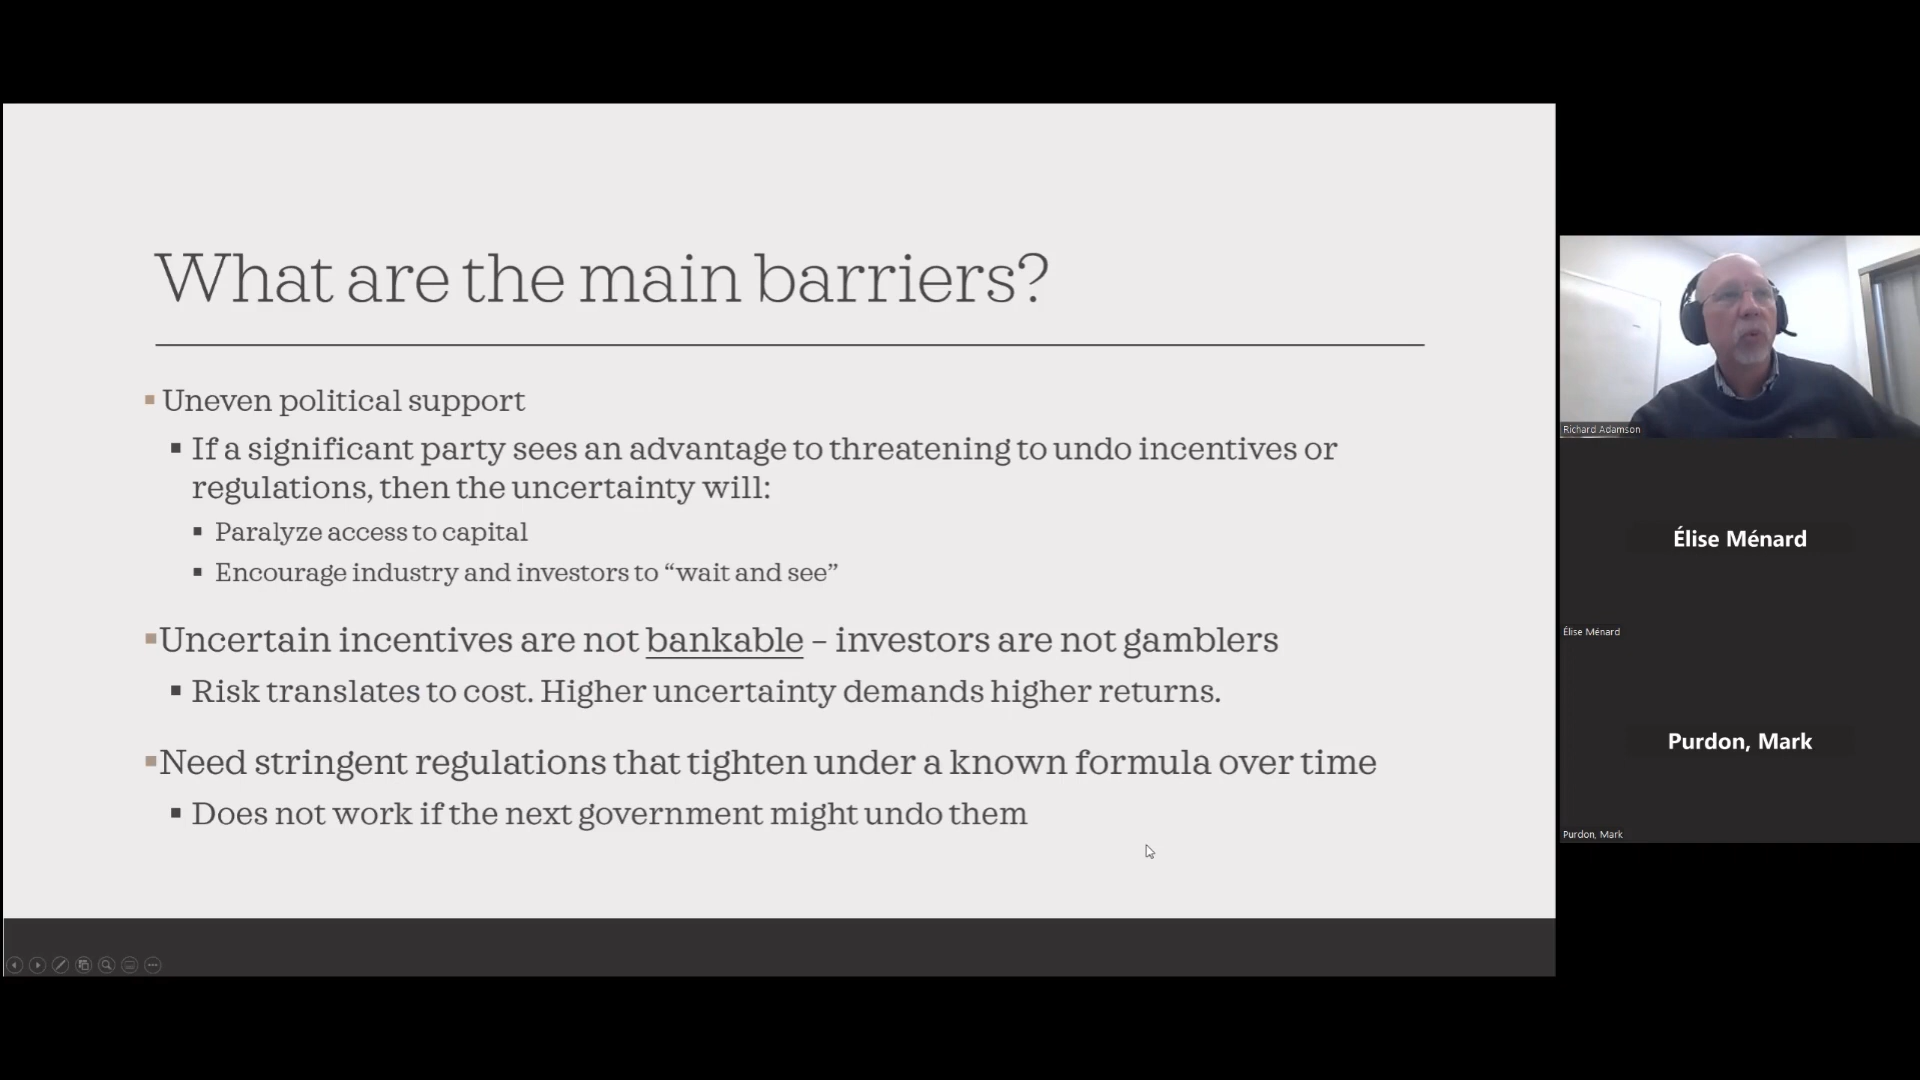 What are the main barriers?
Uneven political support
If a significant party sees an advantage to threatening to undo incentives or
regulations, then the uncertainty will:
Paralyze access to capital
Encourage industry and investors to “wait and see”
Uncertain incentives are not bankable – investors are not gamblers
Risk translates to cost. Higher uncertainty demands higher returns.
Need stringent regulations that tighten under a known formula over time
Does not work if the next government might undo them
Richard Adamson
Élise Ménard
Élise Ménard
Purdon, Mark
Purdon, Mark